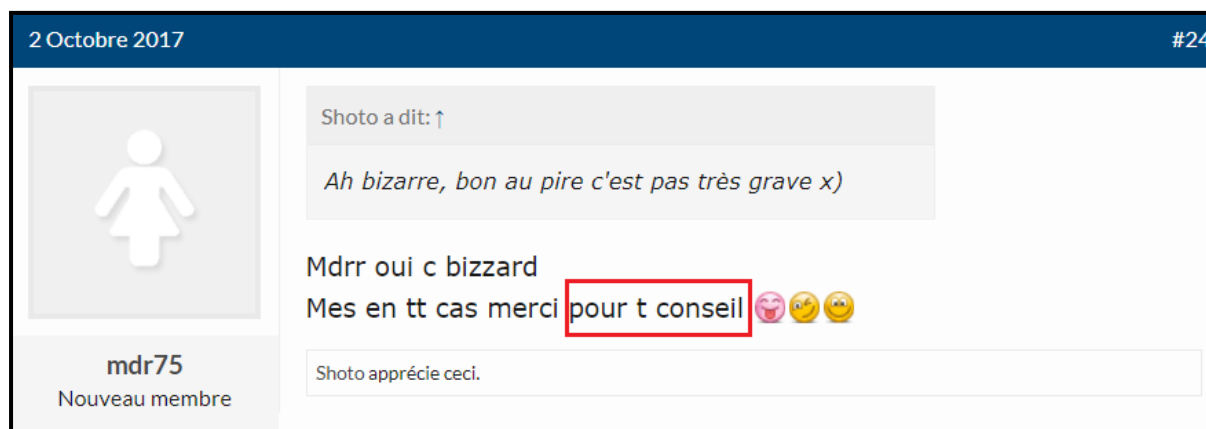 2 Octobre 2017 #24
Shoto a dit: ↑
Ah bizarre, bon au pire c'est pas très grave x)
Mdrr oui c bizzard
Mes en tt cas merci pour t conseil
mdr75
Nouveau membre
Shoto apprécie ceci.